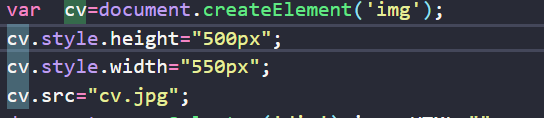 var  cv=document.createElement('img');
cv.style.height="500px";
cv.style.width="550px";
cv.src="cv.jpg";